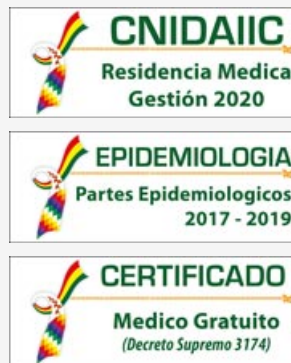 CNIDAIIC
Residencia Medica
Gestión 2020
EPIDEMIOLOGIA
Partes Epidemiologicos
2017 - 2019
CERTIFICADO
Medico Gratuito
(Decreto Supremo 3174)